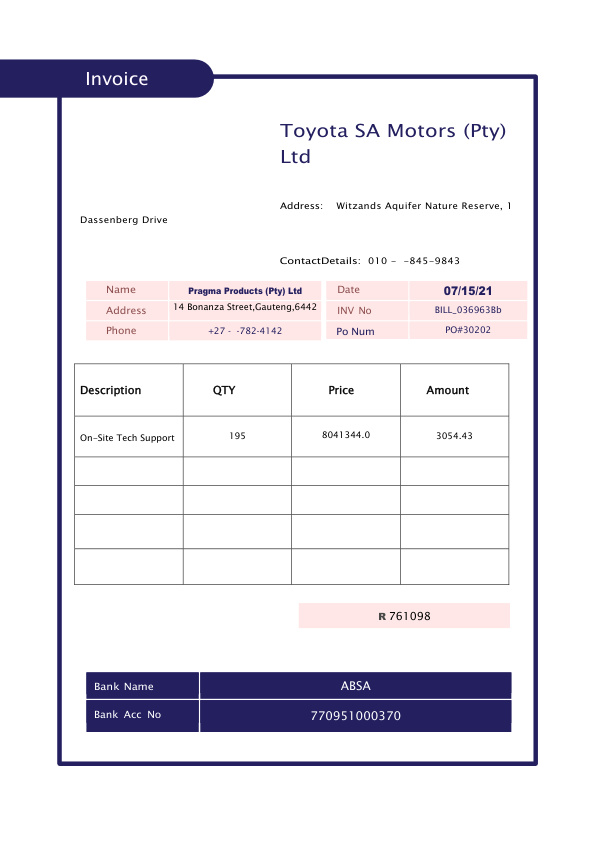 Invoice
Toyota SA Motors (Pty)
Ltd
Address: Witzands Aquifer Nature Reserve, 1
Dassenberg Drive
ContactDetails: 010 - -845-9843
Name Pragma Products (Pty) Ltd Date 07/15/21
Address 14 Bonanza Street,Gauteng,6442 INV No BILL_036963Bb
Phone +27 - -782-4142 Po Num PO#30202
Description QTY Price Amount
On-Site Tech Support 195 8041344.0 3054.43
R 761098
Bank Name ABSA
Bank Acc No 770951000370